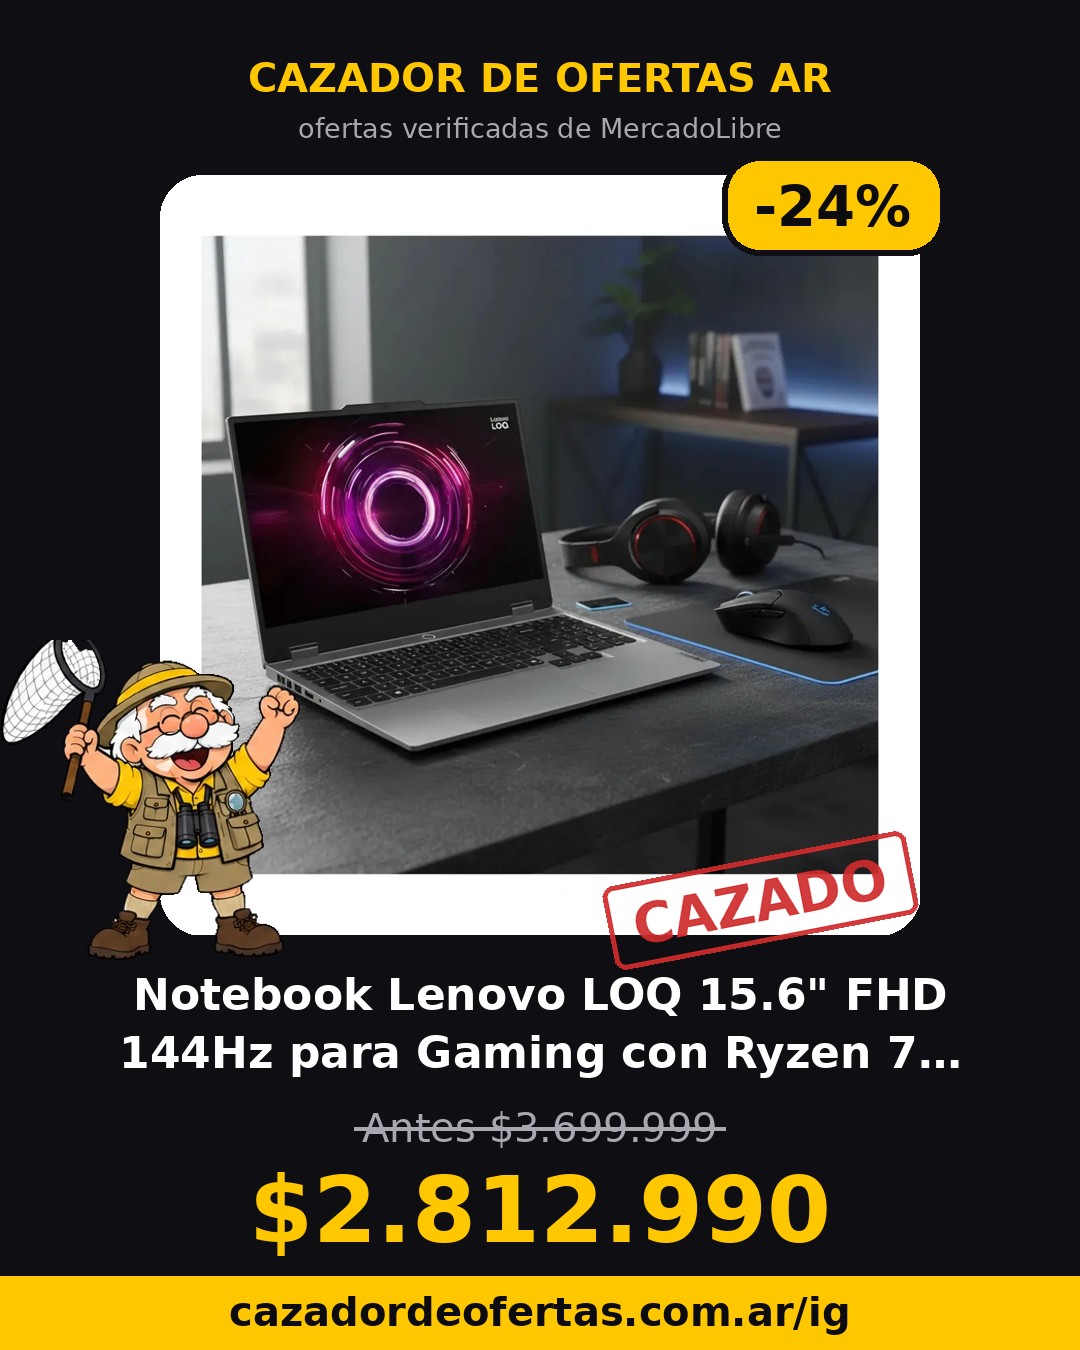 CAZADOR DE OFERTAS AR
ofertas verificadas de MercadoLibre
-24%
Lenovo
LOQ
CAZADO
Notebook Lenovo LOQ 15.6" FHD
144Hz para Gaming con Ryzen 7...
Antes $3.699.999
$2.812.990
cazadordeofertas.com.ar/ig